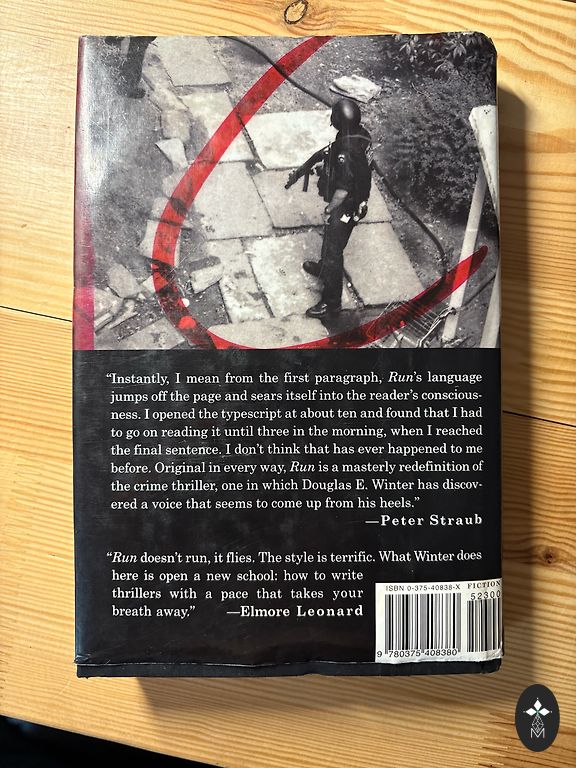 “Instantly, I mean from the first paragraph, Run’s language
jumps off the page and sears itself into the reader’s conscious-
ness. I opened the typescript at about ten and found that I had
to go on reading it until three in the morning, when I reached
the final sentence. I don’t think that has ever happened to me
before. Original in every way, Run is a masterly redefinition of
the crime thriller, one in which Douglas E. Winter has discov-
ered a voice that seems to come up from his heels.”
—Peter Straub
“Run doesn’t run, it flies. The style is terrific. What Winter does
here is open a new school: how to write
thrillers with a pace that takes your
breath away.” —Elmore Leonard
ISBN 0-375-40838-X FICTION
52300
9 780375 408380
M